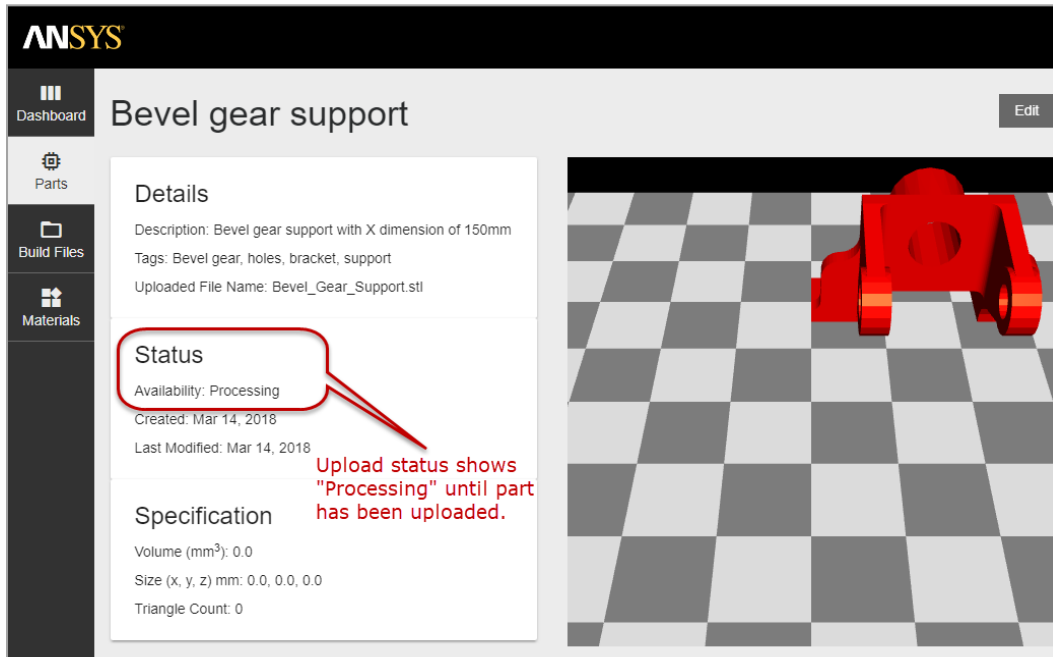 ANSYS
Dashboard
Parts
Build Files
Materials
Bevel gear support
Edit
Details
Description: Bevel gear support with X dimension of 150mm
Tags: Bevel gear, holes, bracket, support
Uploaded File Name: Bevel_Gear_Support.stl
Status
Availability: Processing
Created: Mar 14, 2018
Last Modified: Mar 14, 2018
Upload status shows
"Processing" until part
has been uploaded.
Specification
Volume (mm³): 0.0
Size (x, y, z) mm: 0.0, 0.0, 0.0
Triangle Count: 0